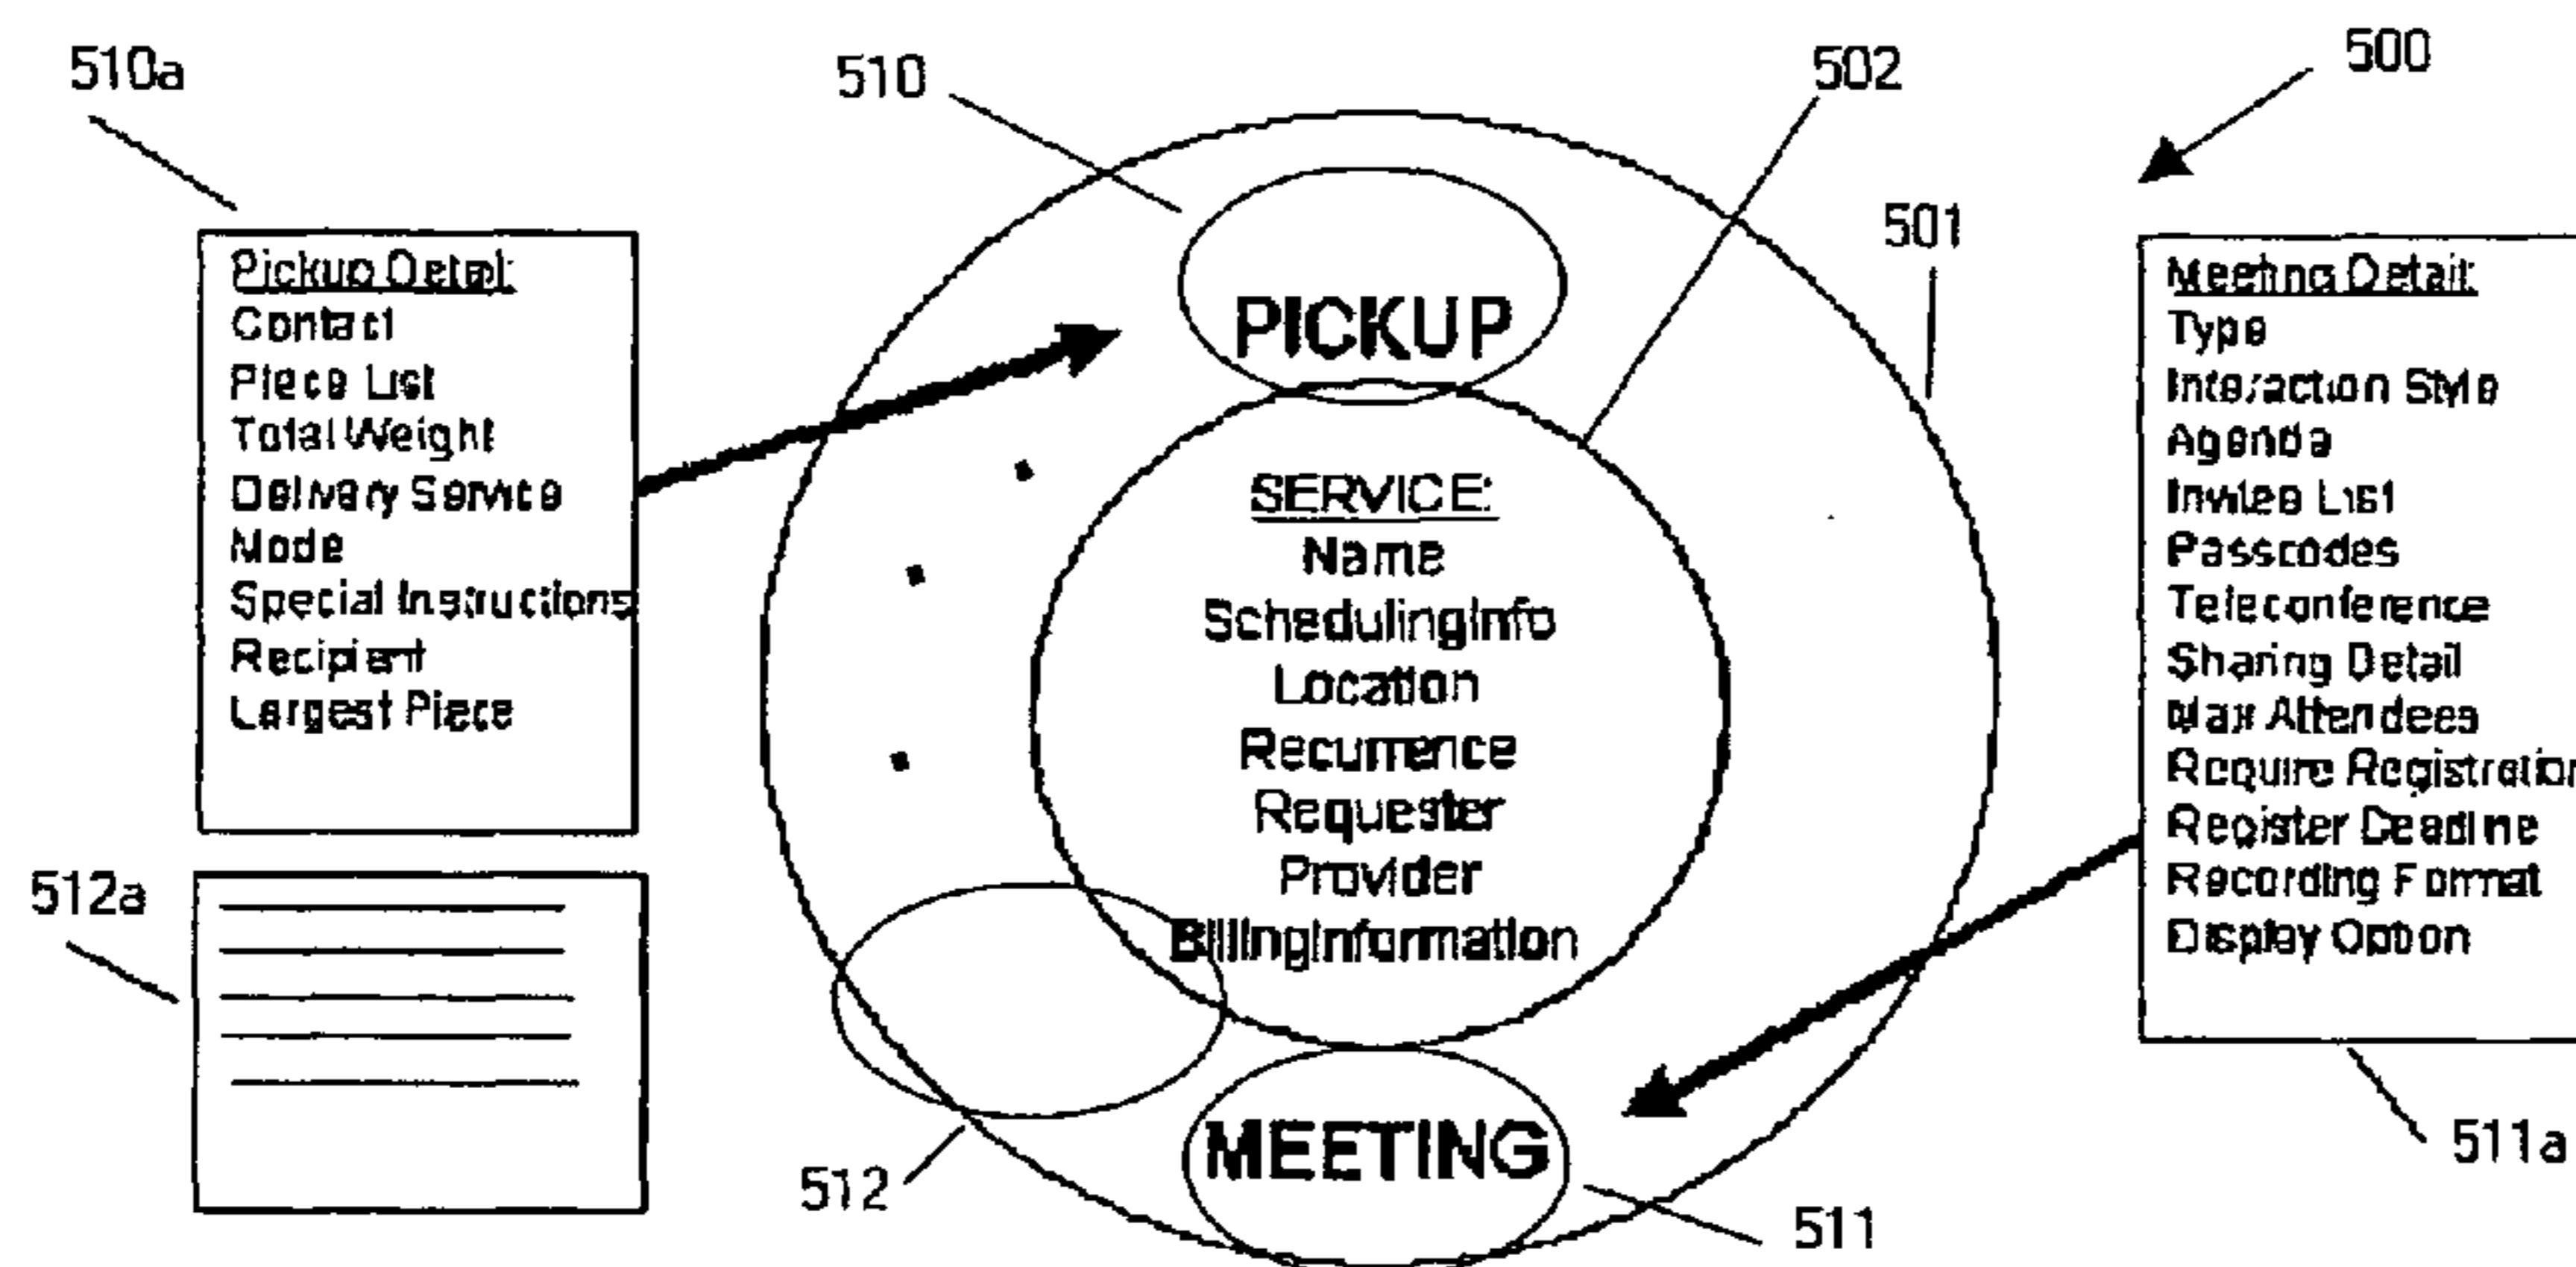 510a
510
502
500
501
Pickup Detail:
Contact
Piece List
Total Weight
Delivery Service
Mode
Special Instructions
Recipient
Largest Piece
PICKUP
SERVICE:
Name
SchedulingInfo
Location
Recurrence
Requester
Provider
BillingInformation
Meeting Detail:
Type
Interaction Style
Agenda
Invitee List
Passcodes
Teleconference
Sharing Detail
Max Attendees
Require Registration
Register Deadline
Recording Format
Display Option
512a
512
MEETING
511
511a